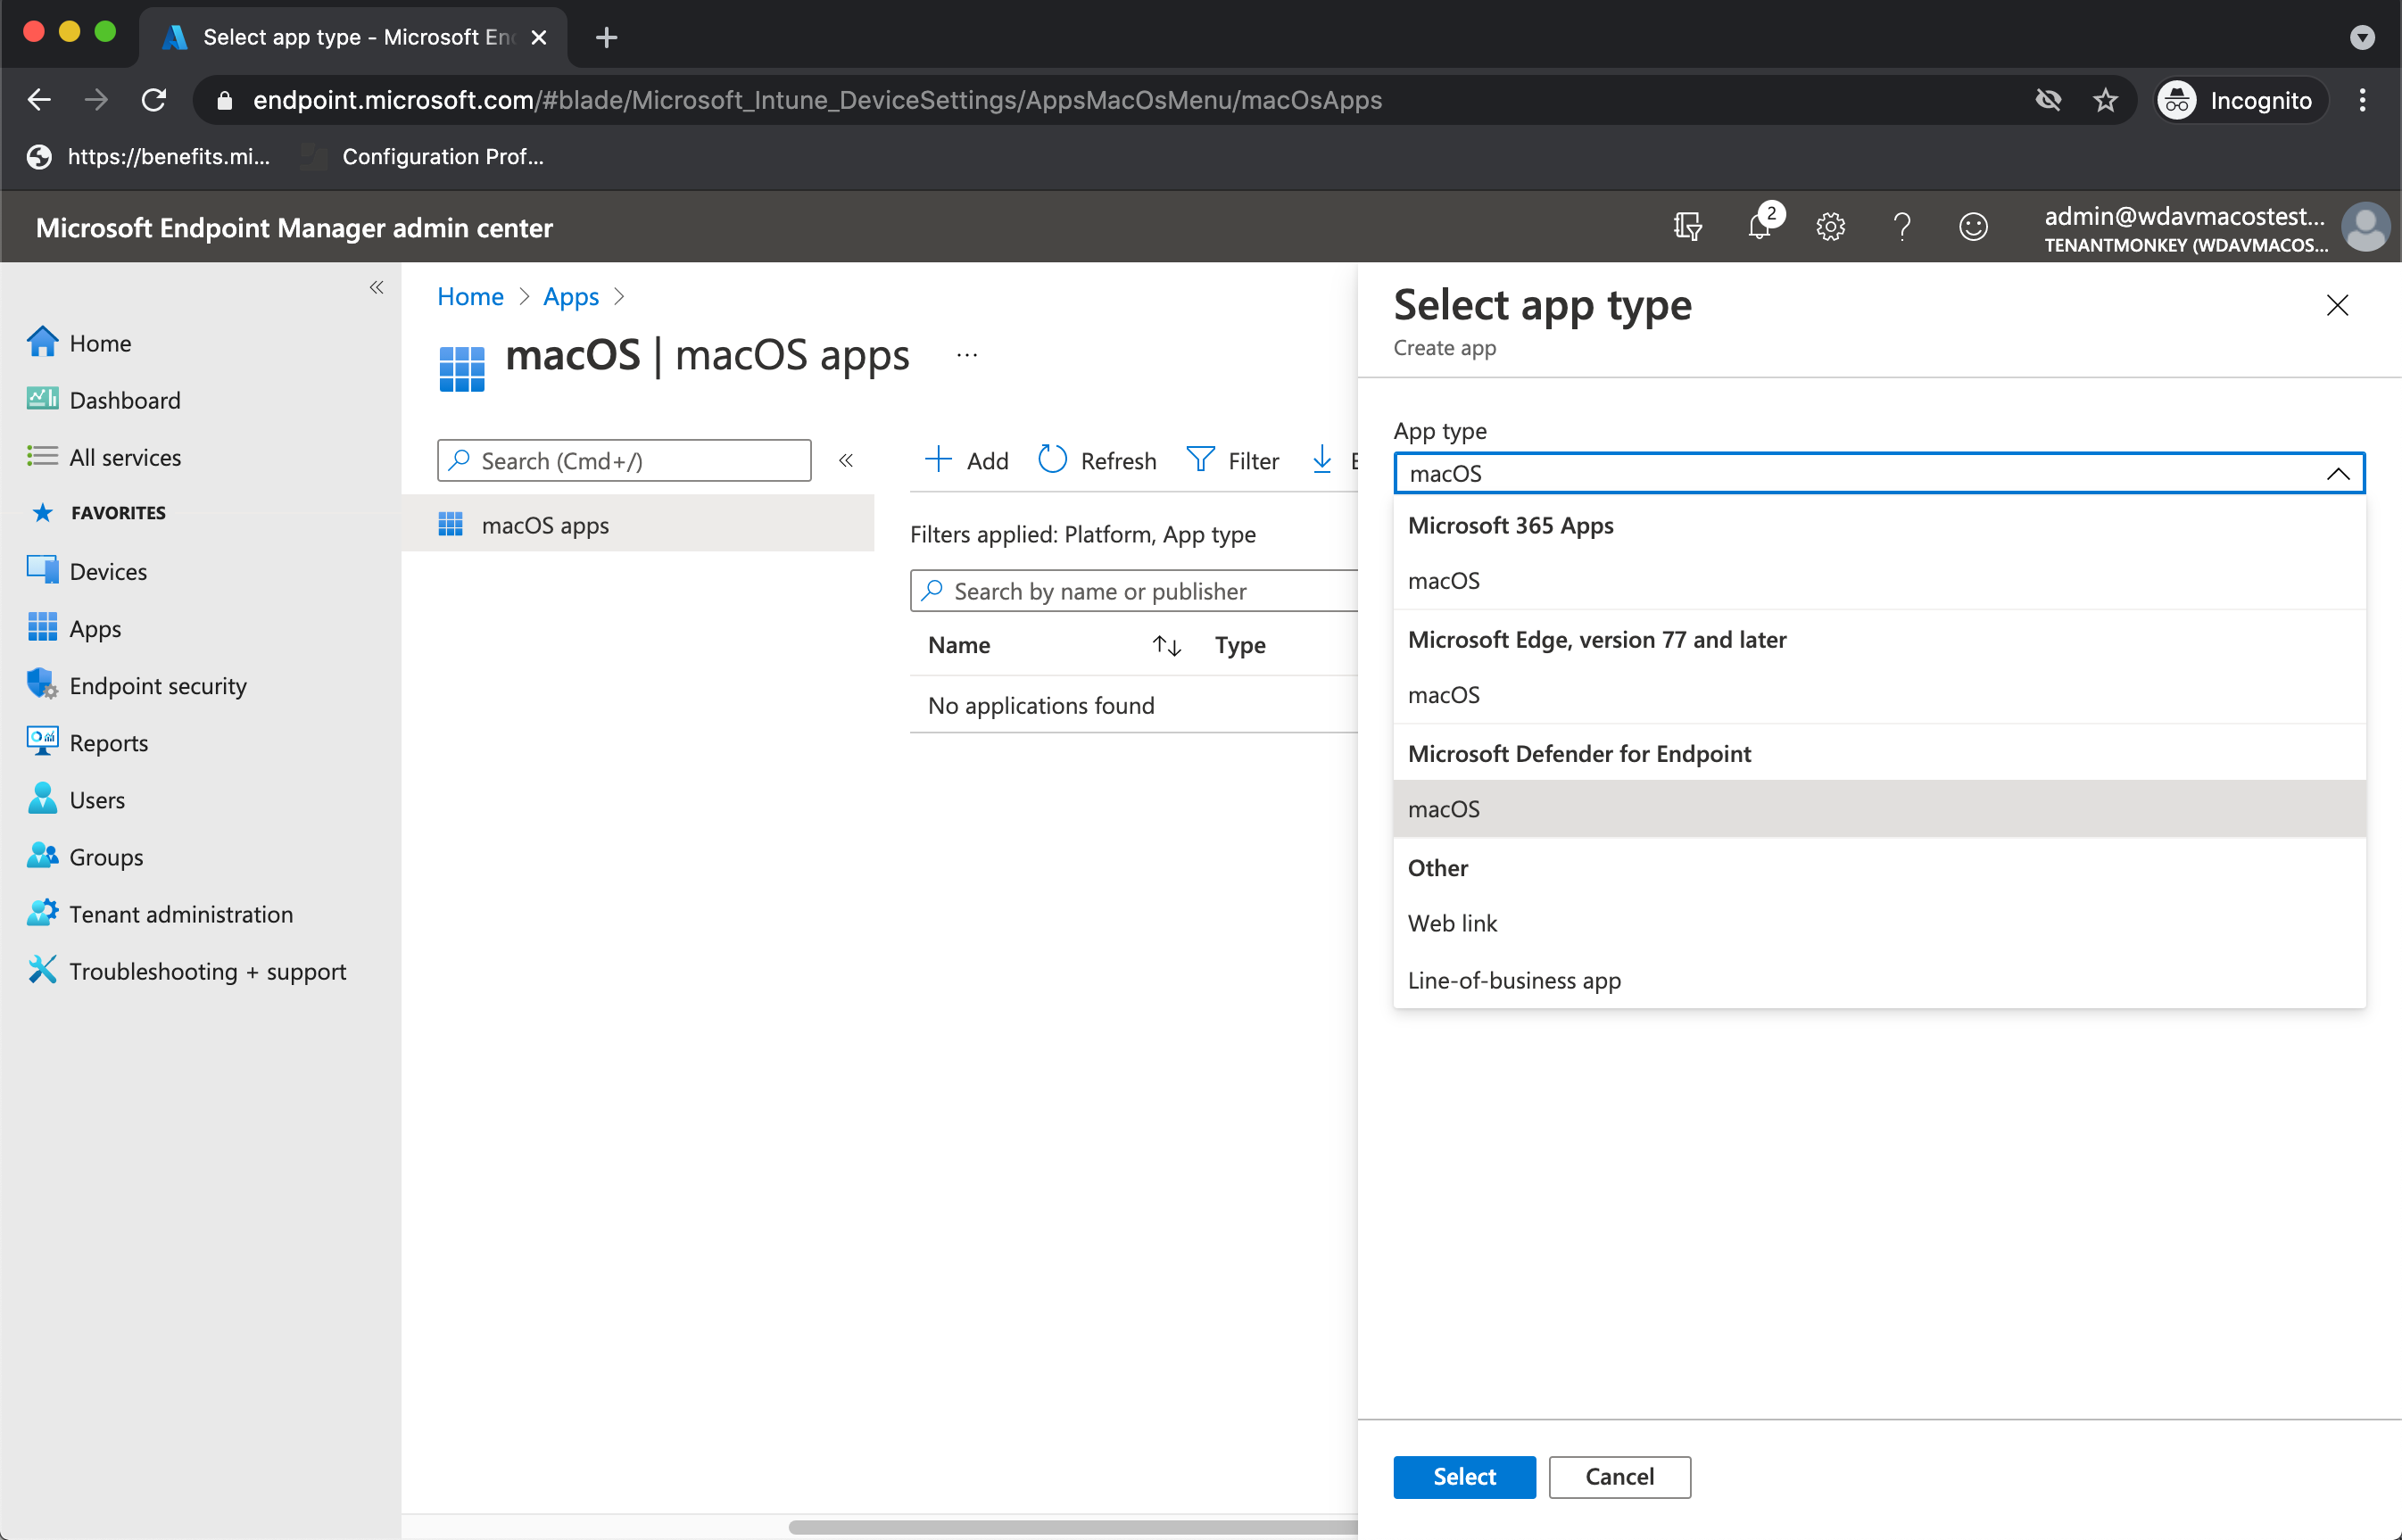 Select app type - Microsoft En
endpoint.microsoft.com/#blade/Microsoft_Intune_DeviceSettings/AppsMacOsMenu/macOsApps
Incognito
https://benefits.mi...
Configuration Prof...
Microsoft Endpoint Manager admin center
2
admin@wdavmacostest...
TENANTMONKEY (WDAVMACOS...
Home
Dashboard
All services
FAVORITES
Devices
Apps
Endpoint security
Reports
Users
Groups
Tenant administration
Troubleshooting + support
Home > Apps >
macOS | macOS apps
...
Search (Cmd+/)
macOS apps
Add
Refresh
Filter
Filters applied: Platform, App type
Search by name or publisher
Name
Type
No applications found
Select app type
Create app
App type
macOS
Microsoft 365 Apps
macOS
Microsoft Edge, version 77 and later
macOS
Microsoft Defender for Endpoint
macOS
Other
Web link
Line-of-business app
Select
Cancel